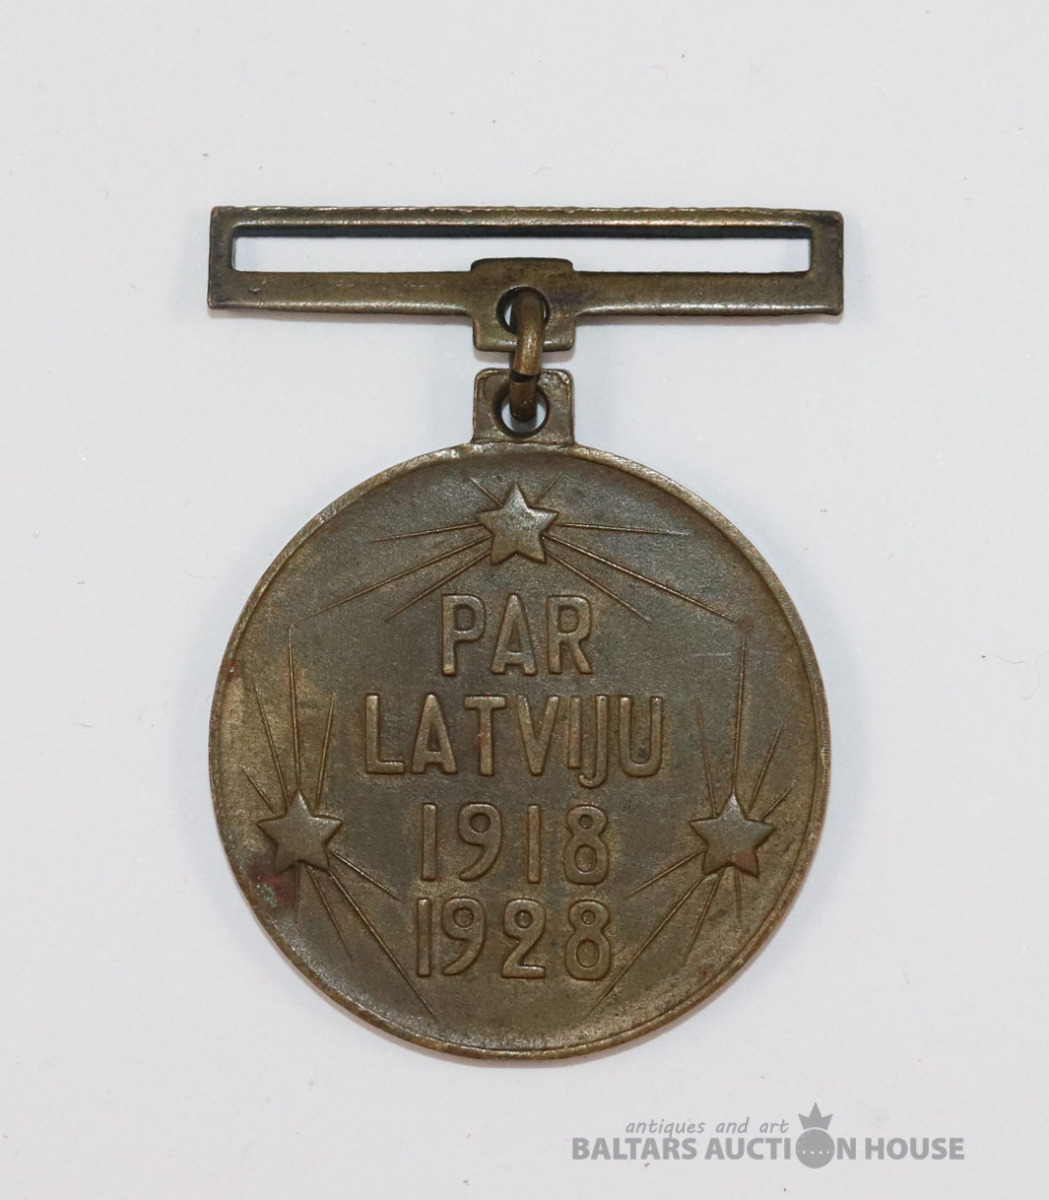 PAR
LATVIJU
1918
1928
antiques and art
BALTARS AUCTION HOUSE